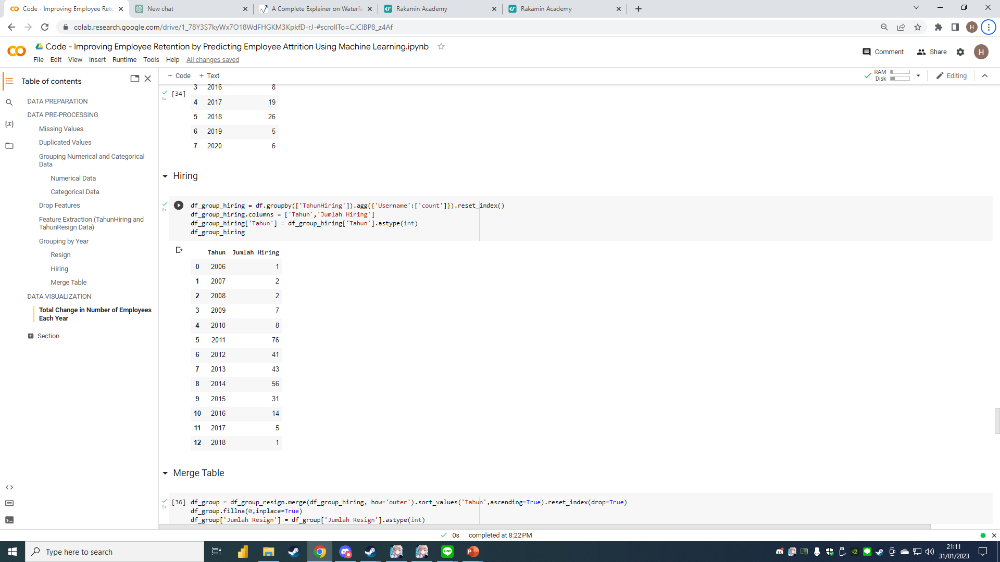 Code - Improving Employee Rete
New chat
A Complete Explainer on Waterfa
Rakamin Academy
Rakamin Academy
colab.research.google.com/drive/1_78Y3S7kyWx7O18WdFHGKM3KpkfD-rJ-#scrollTo=CJCIBP8_z4Af
H
CO
Code - Improving Employee Retention by Predicting Employee Attrition Using Machine Learning.ipynb
File Edit View Insert Runtime Tools Help All changes saved
Comment Share H
Table of contents
+ Code + Text
RAM
Disk
Editing
DATA PREPARATION
DATA PRE-PROCESSING
Missing Values
Duplicated Values
Grouping Numerical and Categorical
Data
Numerical Data
Categorical Data
Drop Features
Feature Extraction (TahunHiring and
TahunResign Data)
Grouping by Year
Resign
Hiring
Merge Table
DATA VISUALIZATION
Total Change in Number of Employees
Each Year
Section
{x}
0s [34]
3 2016 8
4 2017 19
5 2018 26
6 2019 5
7 2020 6
Hiring
0s
df_group_hiring = df.groupby(['TahunHiring']).agg({'Username':['count']}).reset_index()
df_group_hiring.columns = ['Tahun','Jumlah Hiring']
df_group_hiring['Tahun'] = df_group_hiring['Tahun'].astype(int)
df_group_hiring
Tahun Jumlah Hiring
0 2006 1
1 2007 2
2 2008 2
3 2009 7
4 2010 8
5 2011 76
6 2012 41
7 2013 43
8 2014 56
9 2015 31
10 2016 14
11 2017 5
12 2018 1
Merge Table
0s
[36] df_group = df_group_resign.merge(df_group_hiring, how='outer').sort_values('Tahun',ascending=True).reset_index(drop=True)
df_group.fillna(0,inplace=True)
df_group['Jumlah Resign'] = df_group['Jumlah Resign'].astype(int)
0s completed at 8:22 PM
Type here to search
LINE
P
21:11
31/01/2023